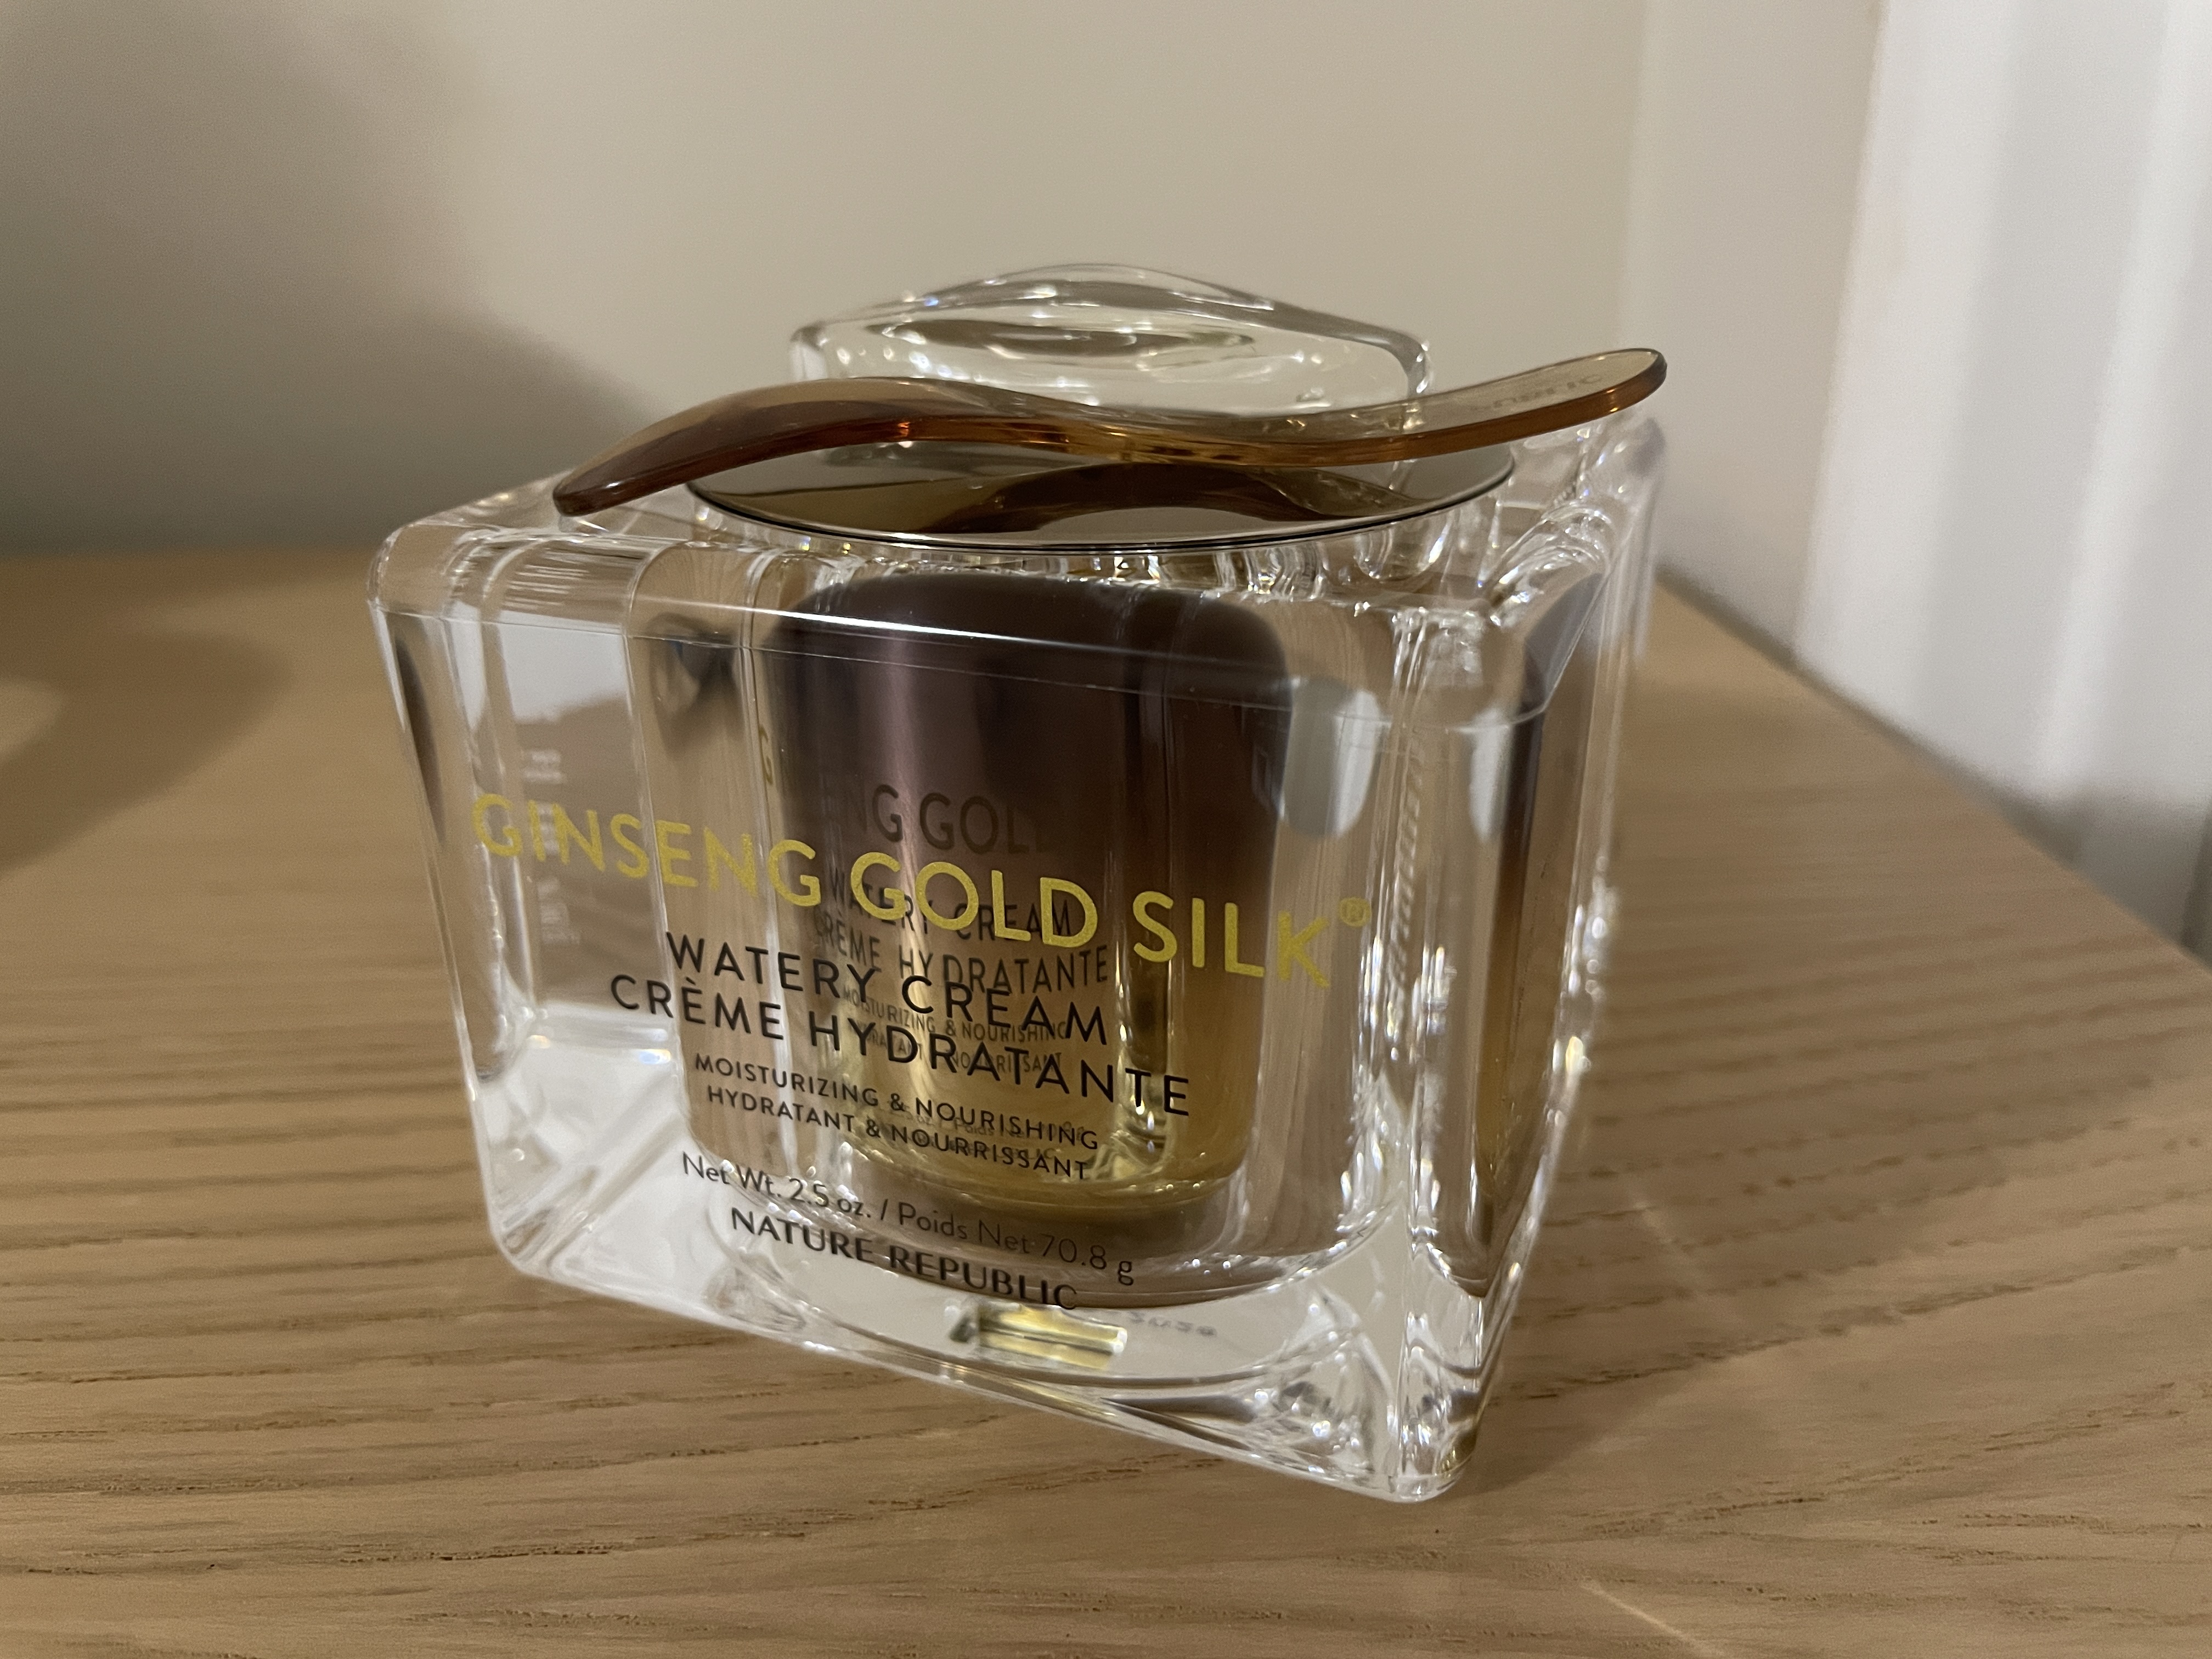 GINSENG GOLD SILK®
WATERY CREAM
CRÈME HYDRATANTE
MOISTURIZING & NOURISHING
HYDRATANT & NOURRISSANT
Net Wt. 2.5 oz. / Poids Net 70.8 g
NATURE REPUBLIC